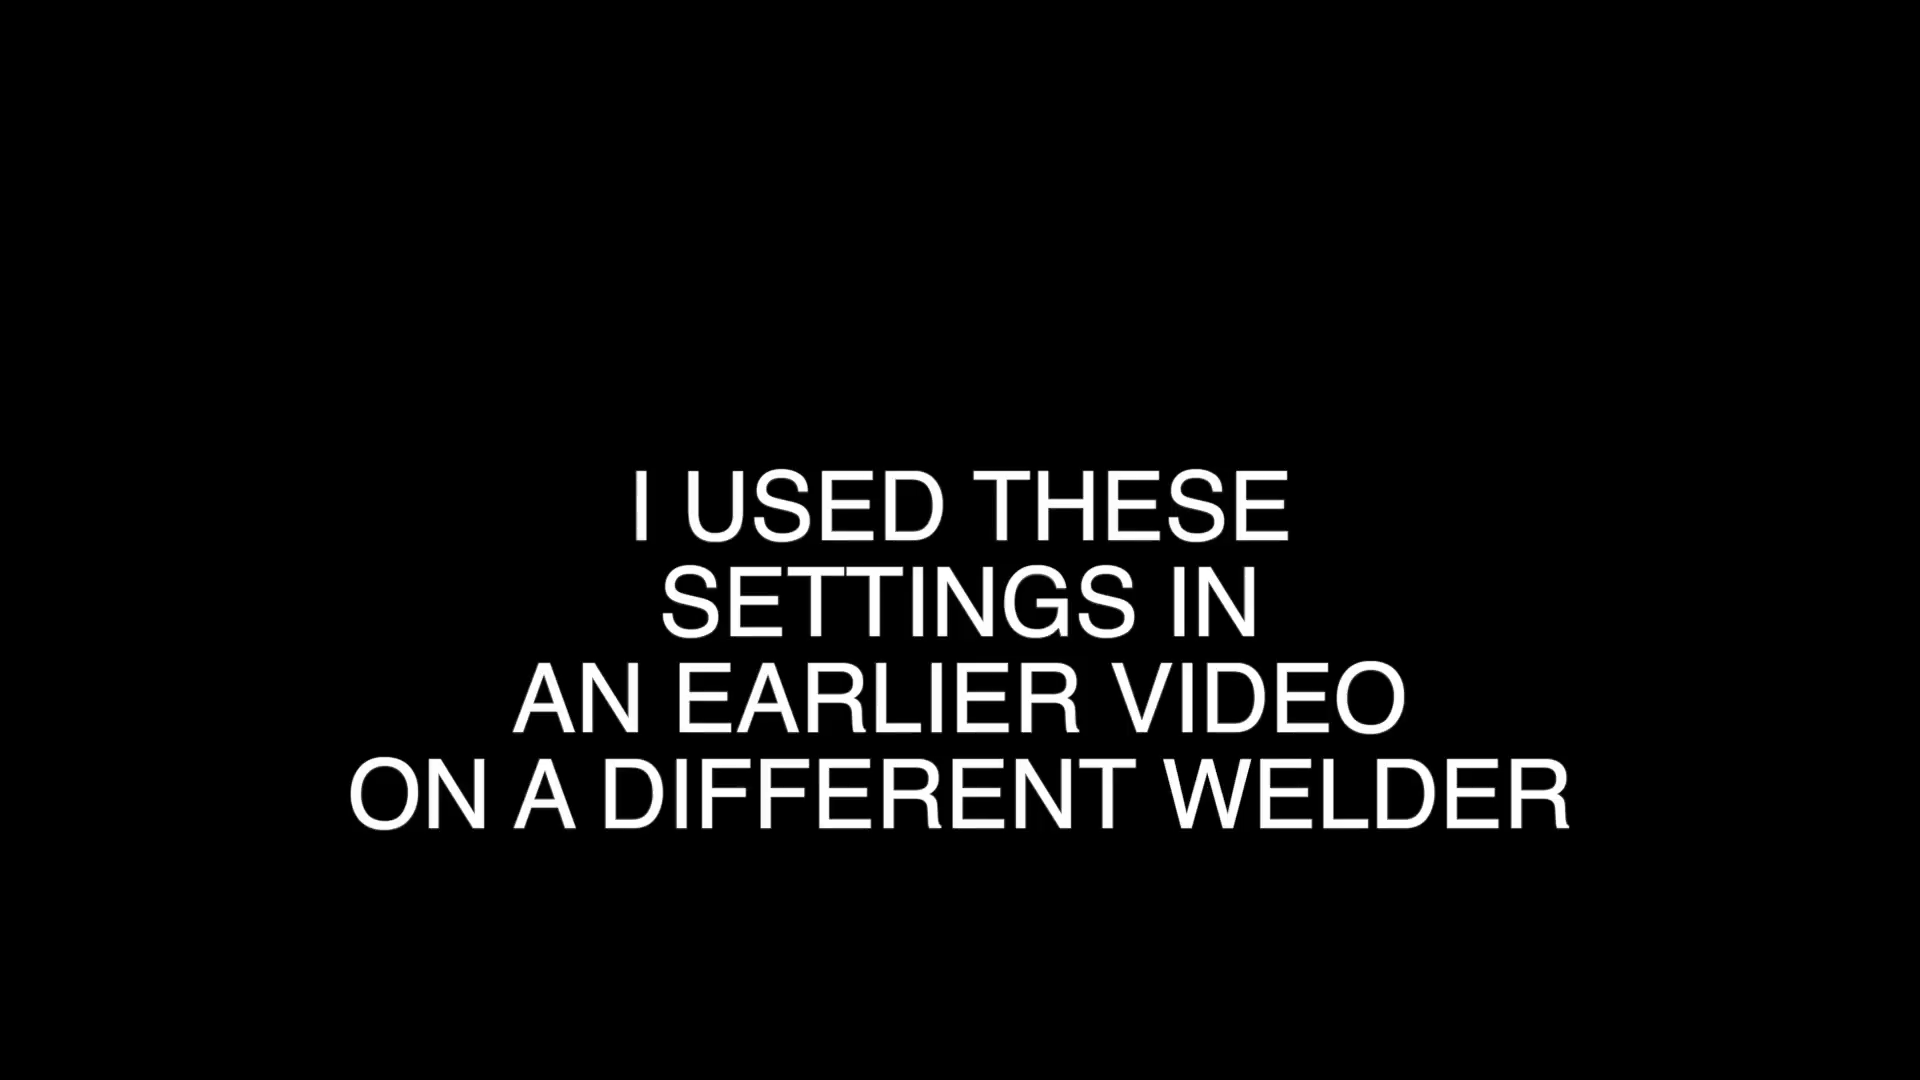 I USED THESE
SETTINGS IN
AN EARLIER VIDEO
ON A DIFFERENT WELDER